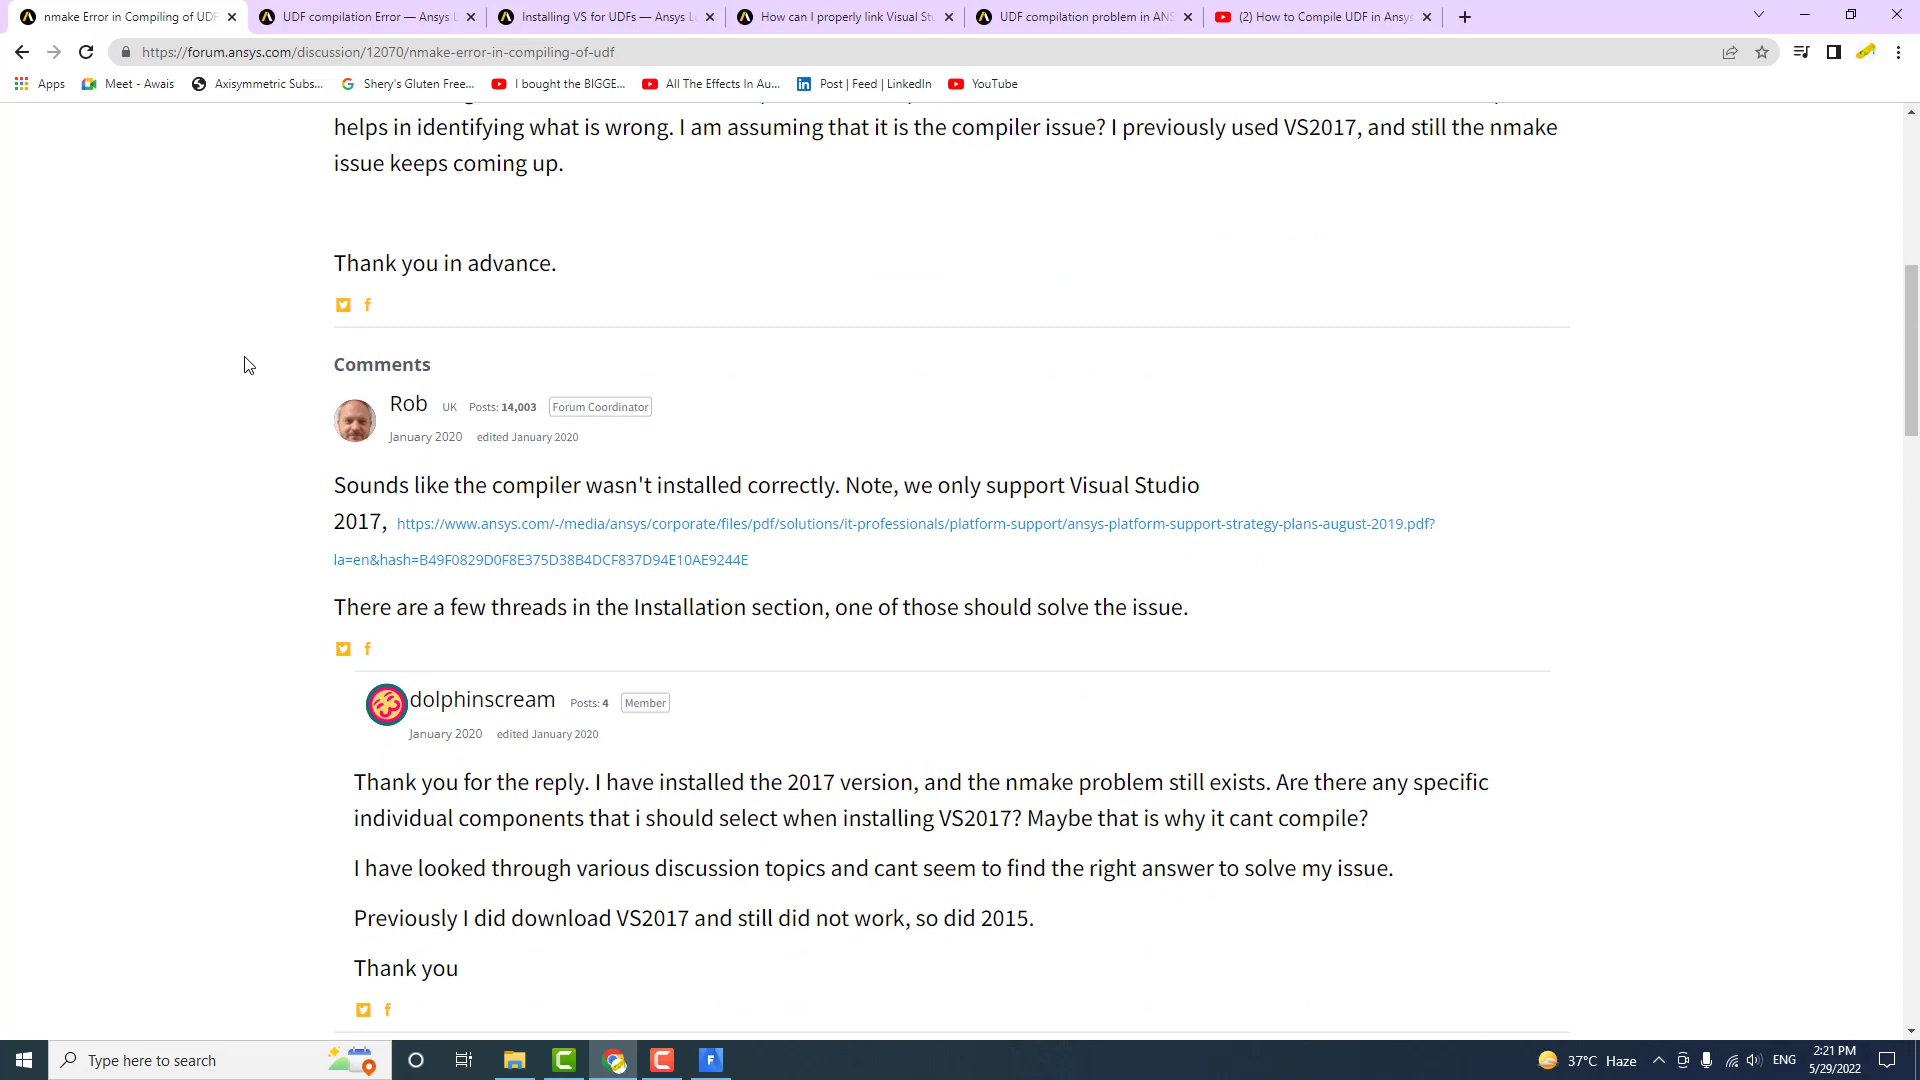 nmake Error in Compiling of UDF
UDF compilation Error — Ansys L
Installing VS for UDFs — Ansys L
How can I properly link Visual Stu
UDF compilation problem in ANS
(2) How to Compile UDF in Ansys
https://forum.ansys.com/discussion/12070/nmake-error-in-compiling-of-udf
Apps
Meet - Awais
Axisymmetric Subs...
Shery's Gluten Free...
I bought the BIGGE...
All The Effects In Au...
Post | Feed | LinkedIn
YouTube
helps in identifying what is wrong. I am assuming that it is the compiler issue? I previously used VS2017, and still the nmake
issue keeps coming up.
Thank you in advance.
Comments
Rob UK Posts: 14,003 Forum Coordinator
January 2020 edited January 2020
Sounds like the compiler wasn't installed correctly. Note, we only support Visual Studio
2017, https://www.ansys.com/-/media/ansys/corporate/files/pdf/solutions/it-professionals/platform-support/ansys-platform-support-strategy-plans-august-2019.pdf?
la=en&hash=B49F0829D0F8E375D38B4DCF837D94E10AE9244E
There are a few threads in the Installation section, one of those should solve the issue.
dolphinscream Posts: 4 Member
January 2020 edited January 2020
Thank you for the reply. I have installed the 2017 version, and the nmake problem still exists. Are there any specific
individual components that i should select when installing VS2017? Maybe that is why it cant compile?
I have looked through various discussion topics and cant seem to find the right answer to solve my issue.
Previously I did download VS2017 and still did not work, so did 2015.
Thank you
Type here to search
37°C Haze
ENG
2:21 PM
5/29/2022